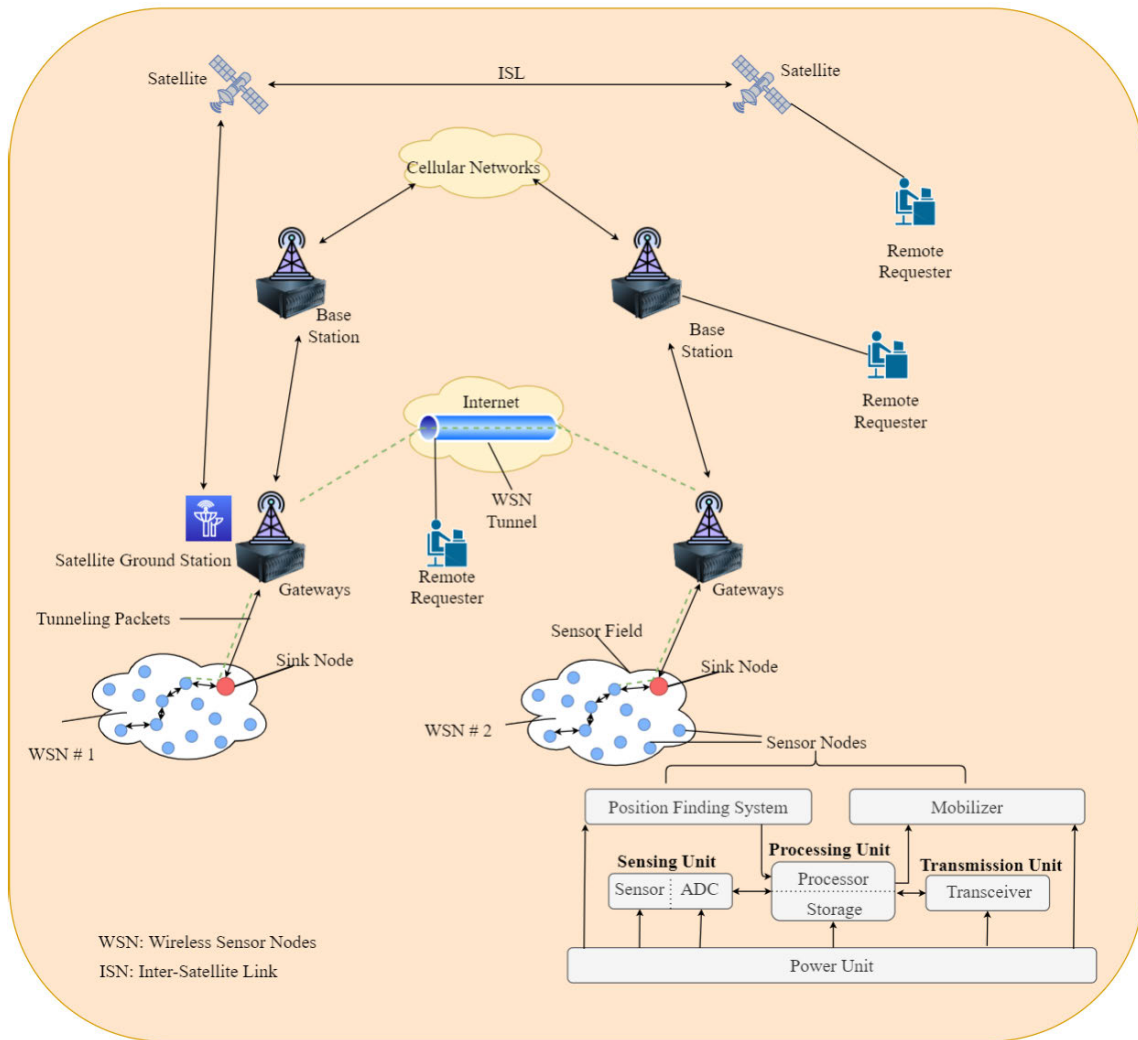 Satellite
ISL
Satellite
Cellular Networks
Remote
Requester
Base
Station
Base
Station
Remote
Requester
Internet
WSN
Tunnel
Satellite Ground Station
Gateways
Remote
Requester
Gateways
Tunneling Packets
Sensor Field
Sink Node
Sink Node
WSN # 1
WSN # 2
Sensor Nodes
Position Finding System
Mobilizer
Sensing Unit
Processing Unit
Transmission Unit
Sensor
ADC
Processor
Storage
Transceiver
Power Unit
WSN: Wireless Sensor Nodes
ISN: Inter-Satellite Link